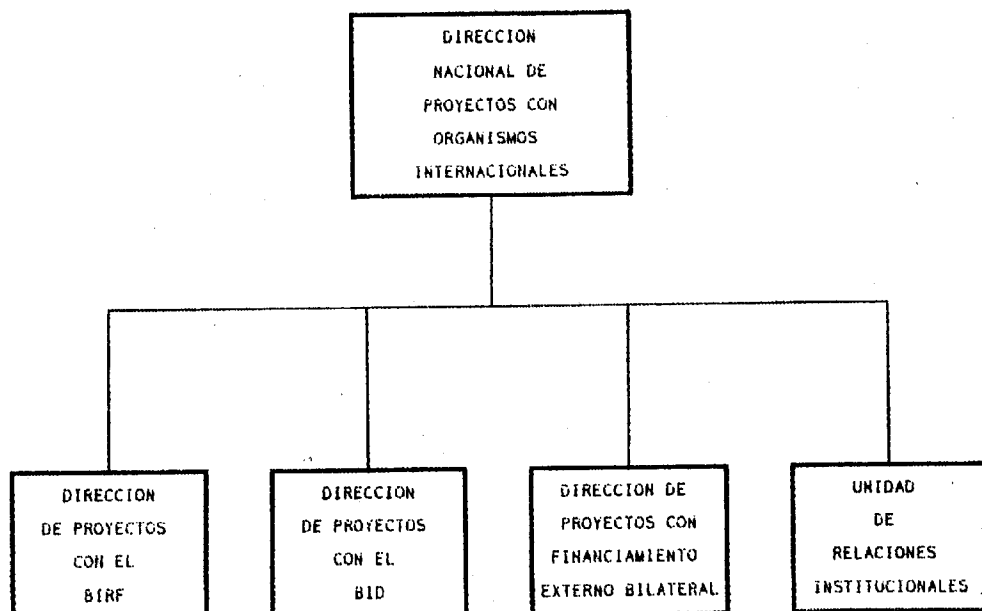 DIRECCION
NACIONAL DE
PROYECTOS CON
ORGANISMOS
INTERNACIONALES
DIRECCION
DE PROYECTOS
CON EL
BIRF
DIRECCION
DE PROYECTOS
CON EL
BID
DIRECCION DE
PROYECTOS CON
FINANCIAMIENTO
EXTERNO BILATERAL
UNIDAD
DE
RELACIONES
INSTITUCIONALES